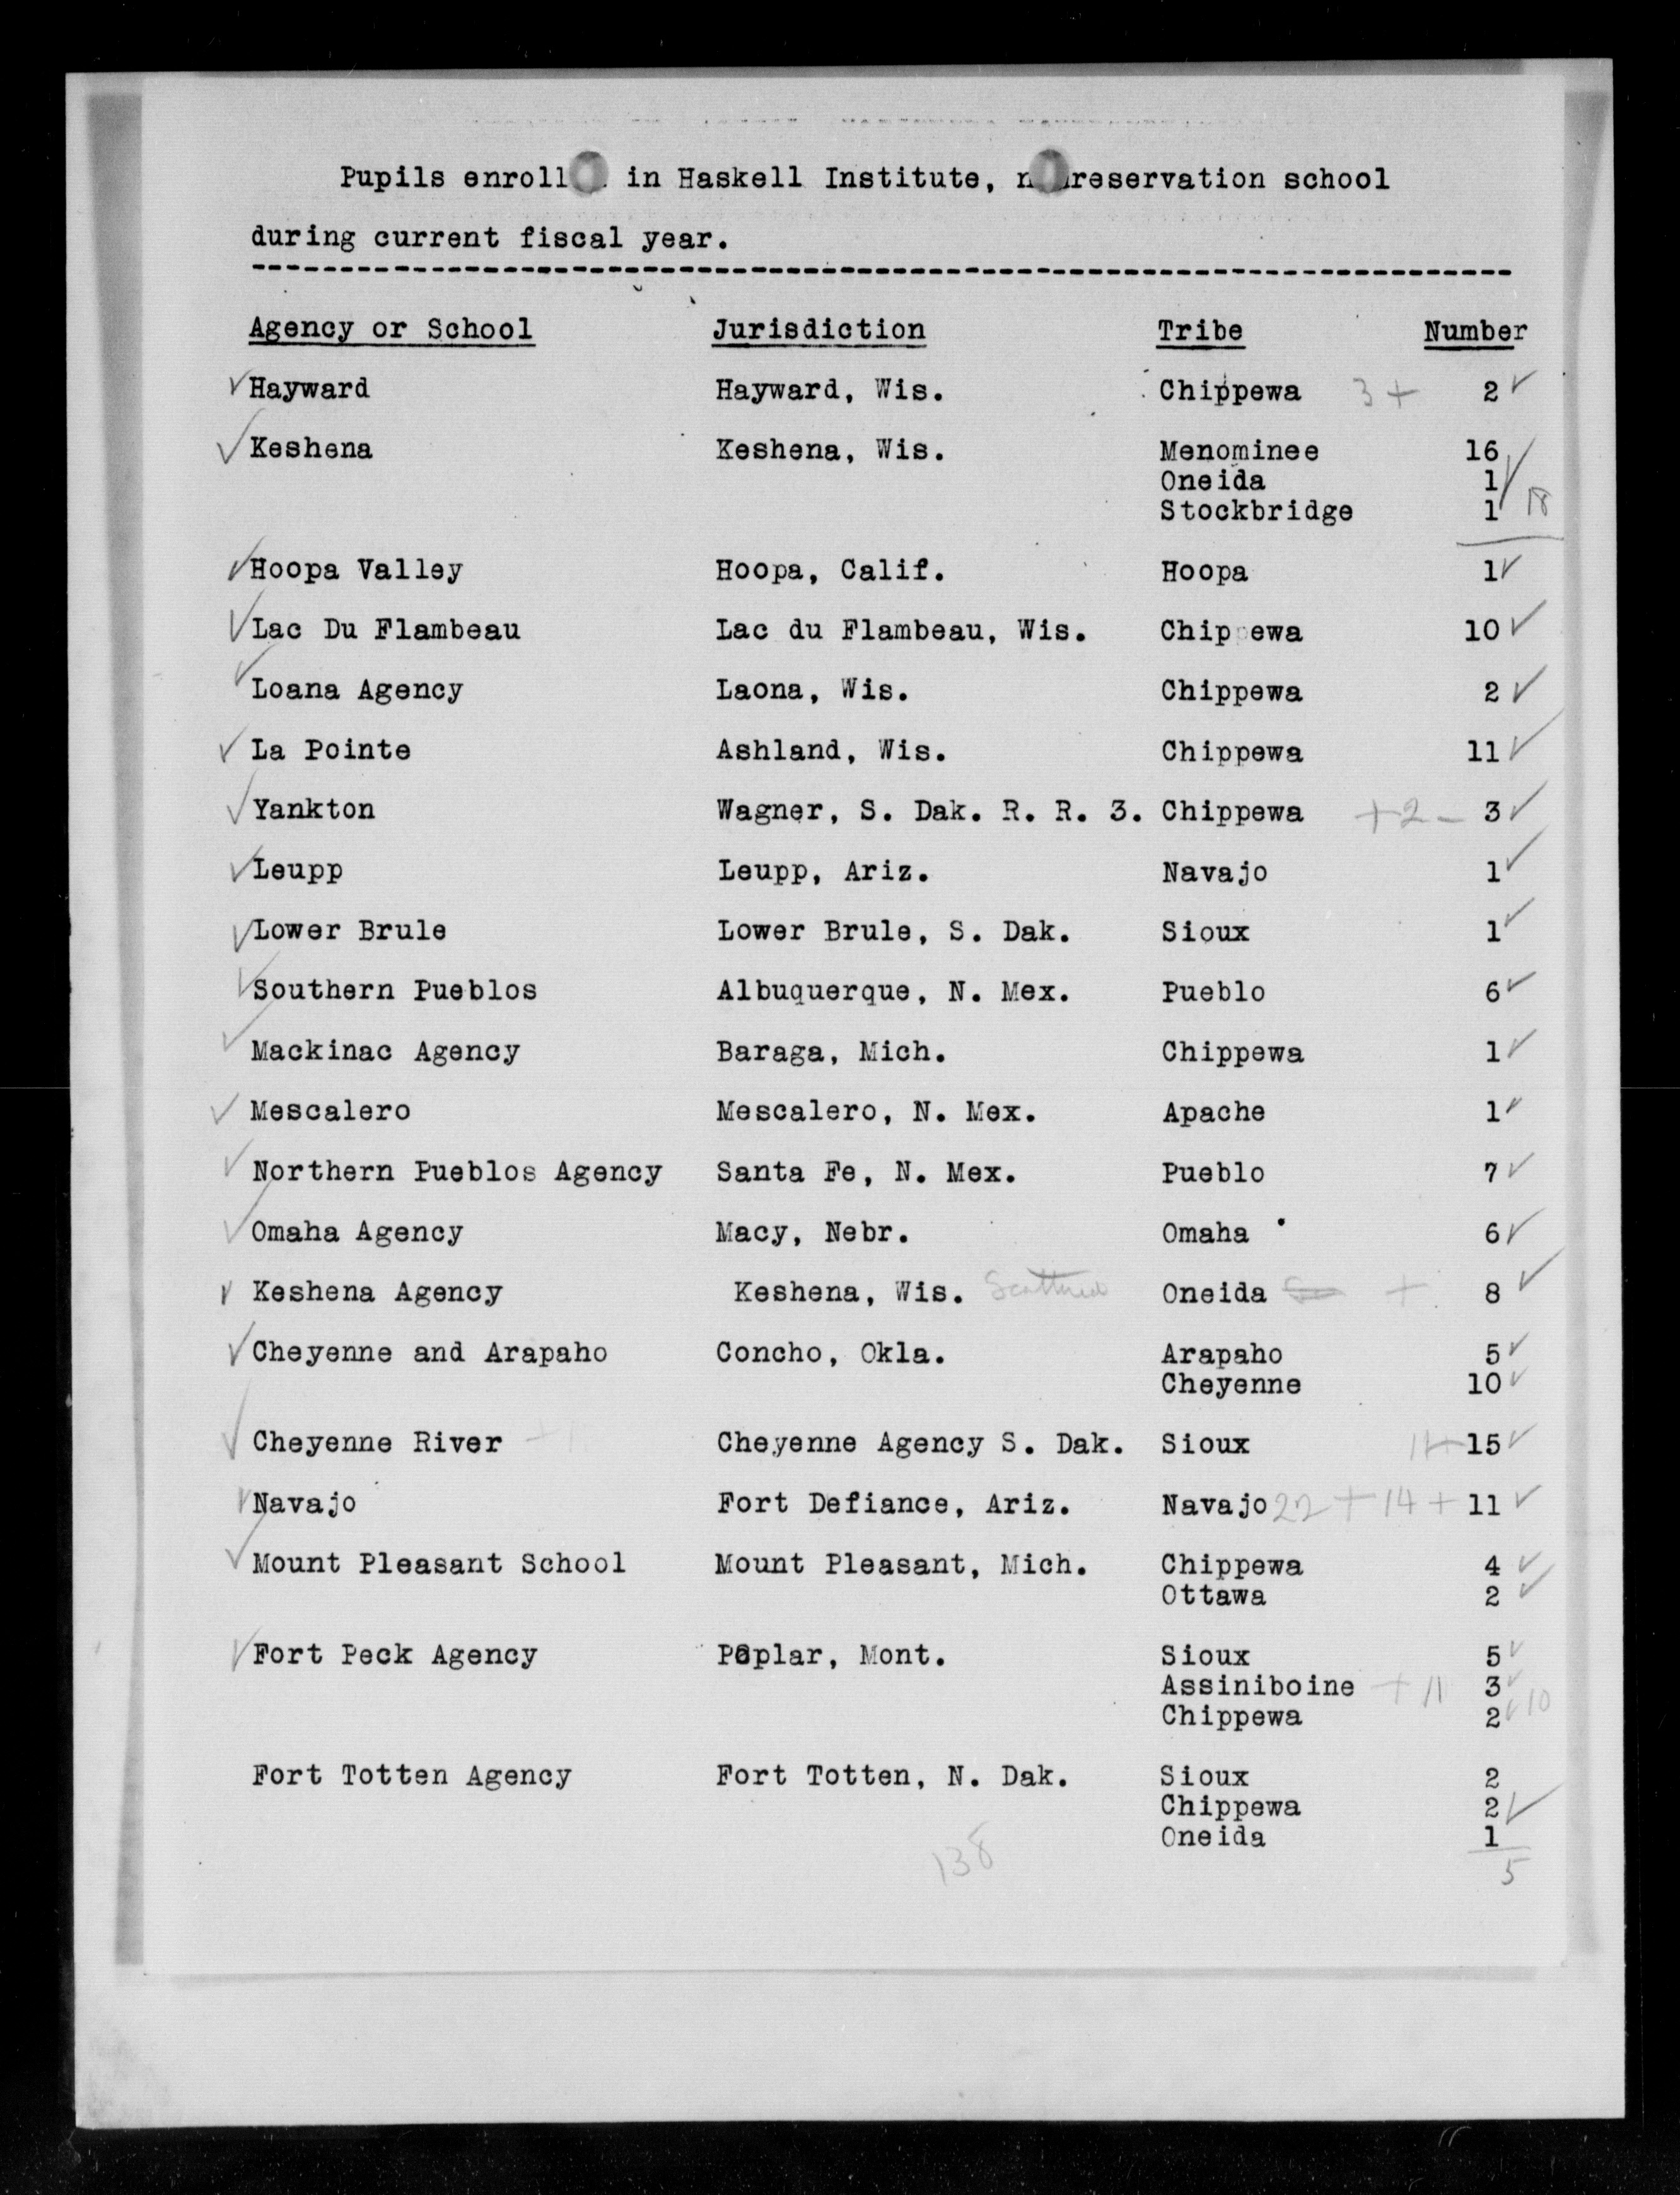 Pupils enroll in Haskell Institute, n reservation school
during current fiscal year.
Agency or School Jurisdiction Tribe Number
Hayward Hayward, Wis. Chippewa 3 + 2
Keshena Keshena, Wis. Menominee 16
Oneida 1
Stockbridge 1 18
Hoopa Valley Hoopa, Calif. Hoopa 1
Lac Du Flambeau Lac du Flambeau, Wis. Chip ewa 10
Loana Agency Laona, Wis. Chippewa 2
La Pointe Ashland, Wis. Chippewa 11
Yankton Wagner, S. Dak. R. R. 3. Chippewa +2 - 3
Leupp Leupp, Ariz. Navajo 1
Lower Brule Lower Brule, S. Dak. Sioux 1
Southern Pueblos Albuquerque, N. Mex. Pueblo 6
Mackinac Agency Baraga, Mich. Chippewa 1
Mescalero Mescalero, N. Mex. Apache 1
Northern Pueblos Agency Santa Fe, N. Mex. Pueblo 7
Omaha Agency Macy, Nebr. Omaha 6
Keshena Agency Keshena, Wis. Scattered Oneida + 8
Cheyenne and Arapaho Concho, Okla. Arapaho 5
Cheyenne 10
Cheyenne River +1 Cheyenne Agency S. Dak. Sioux 15
Navajo Fort Defiance, Ariz. Navajo 22 + 14 + 11
Mount Pleasant School Mount Pleasant, Mich. Chippewa 4
Ottawa 2
Fort Peck Agency Poplar, Mont. Sioux 5
Assiniboine + 11 3
Chippewa 2 10
Fort Totten Agency Fort Totten, N. Dak. Sioux 2
Chippewa 2
Oneida 1
138 5